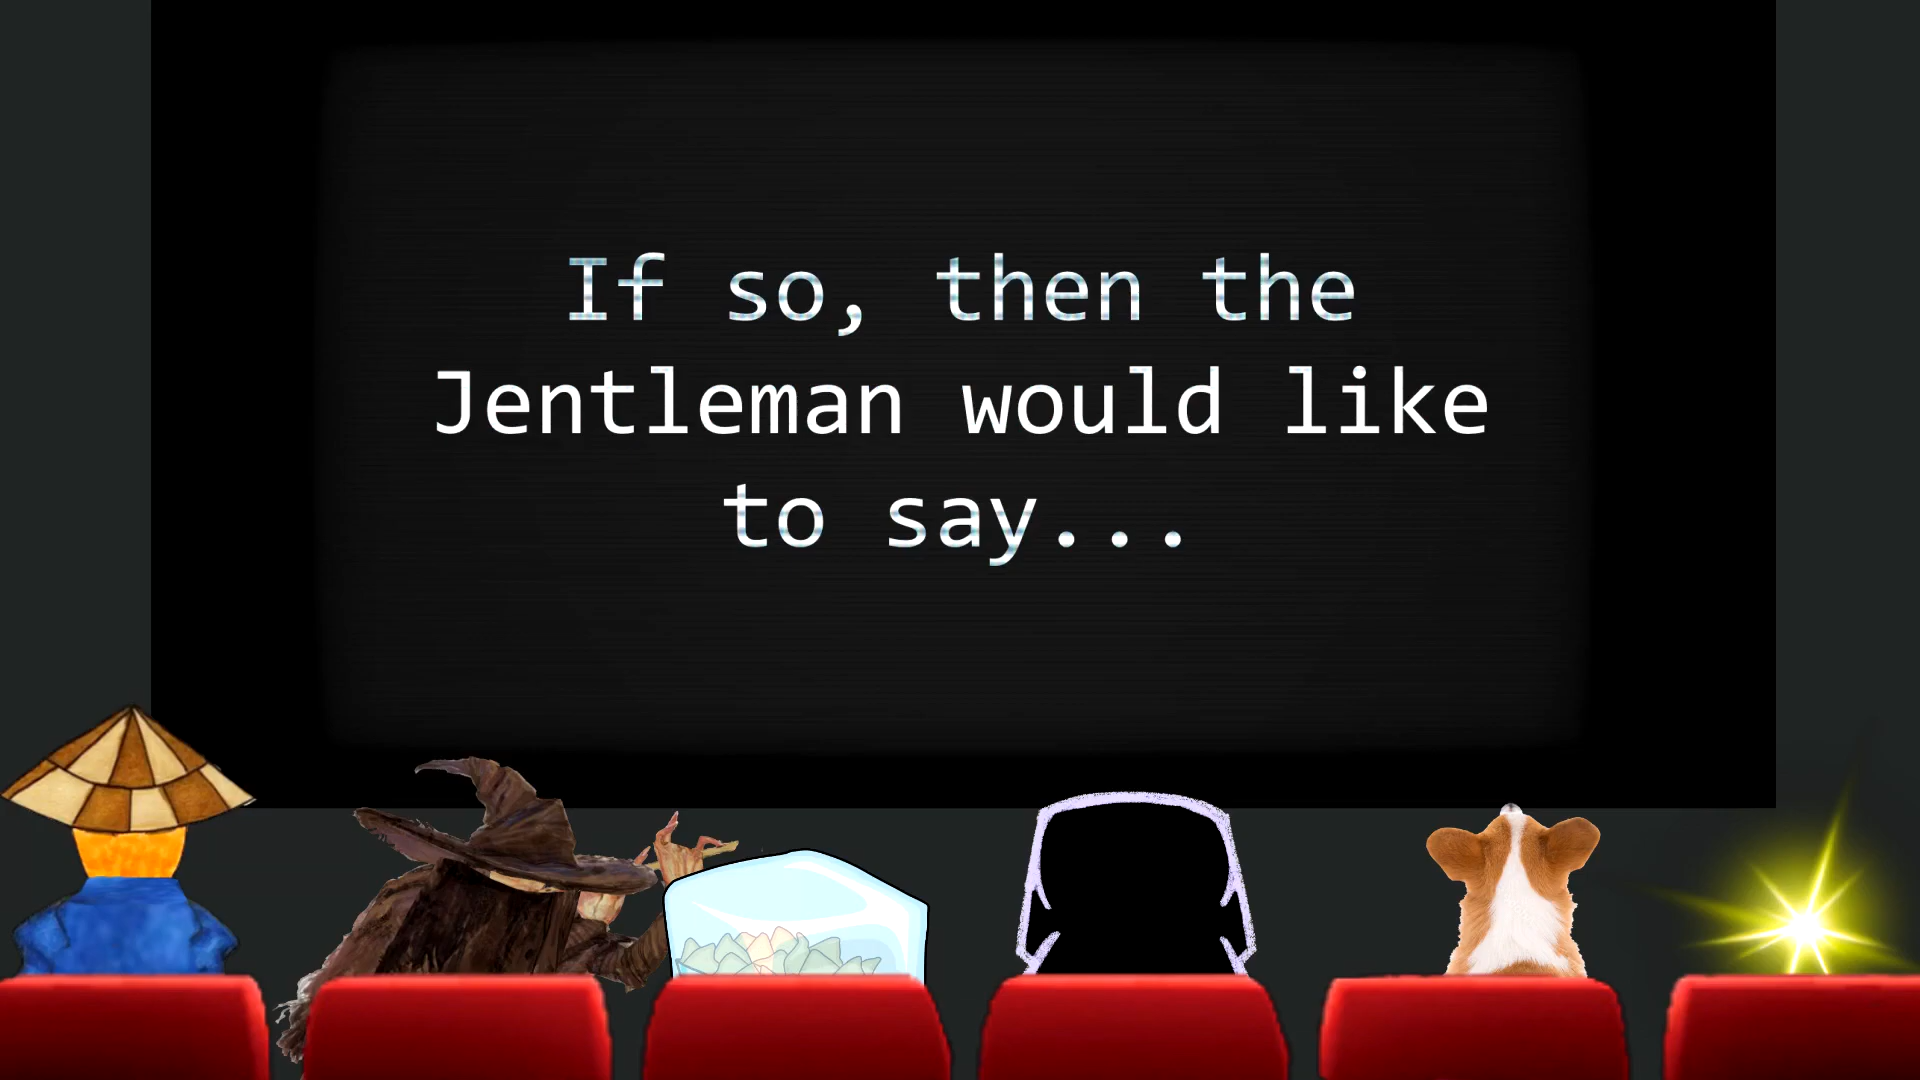 If so, then the
Jentleman would like
to say...